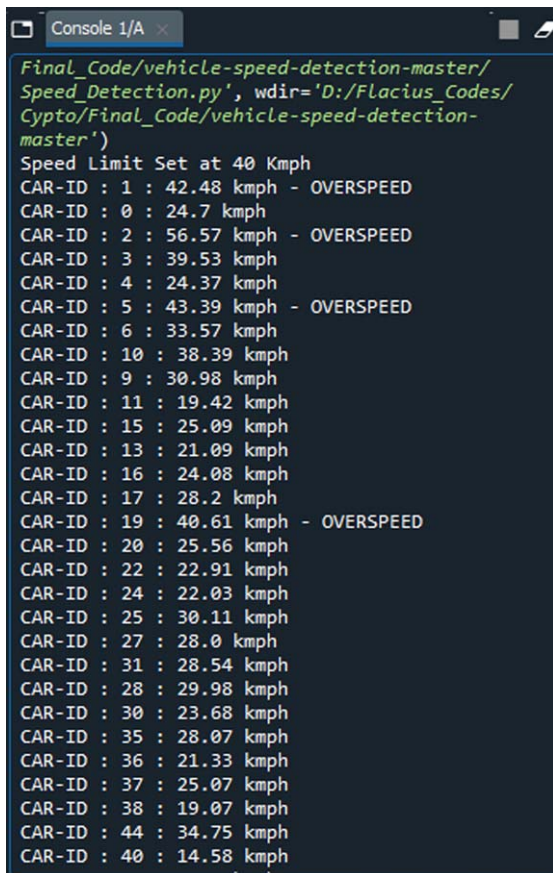 Console 1/A
Final_Code/vehicle-speed-detection-master/
Speed_Detection.py', wdir='D:/Flacius_Codes/
Cypto/Final_Code/vehicle-speed-detection-
master')
Speed Limit Set at 40 Kmph
CAR-ID : 1 : 42.48 kmph - OVERSPEED
CAR-ID : 0 : 24.7 kmph
CAR-ID : 2 : 56.57 kmph - OVERSPEED
CAR-ID : 3 : 39.53 kmph
CAR-ID : 4 : 24.37 kmph
CAR-ID : 5 : 43.39 kmph - OVERSPEED
CAR-ID : 6 : 33.57 kmph
CAR-ID : 10 : 38.39 kmph
CAR-ID : 9 : 30.98 kmph
CAR-ID : 11 : 19.42 kmph
CAR-ID : 15 : 25.09 kmph
CAR-ID : 13 : 21.09 kmph
CAR-ID : 16 : 24.08 kmph
CAR-ID : 17 : 28.2 kmph
CAR-ID : 19 : 40.61 kmph - OVERSPEED
CAR-ID : 20 : 25.56 kmph
CAR-ID : 22 : 22.91 kmph
CAR-ID : 24 : 22.03 kmph
CAR-ID : 25 : 30.11 kmph
CAR-ID : 27 : 28.0 kmph
CAR-ID : 31 : 28.54 kmph
CAR-ID : 28 : 29.98 kmph
CAR-ID : 30 : 23.68 kmph
CAR-ID : 35 : 28.07 kmph
CAR-ID : 36 : 21.33 kmph
CAR-ID : 37 : 25.07 kmph
CAR-ID : 38 : 19.07 kmph
CAR-ID : 44 : 34.75 kmph
CAR-ID : 40 : 14.58 kmph